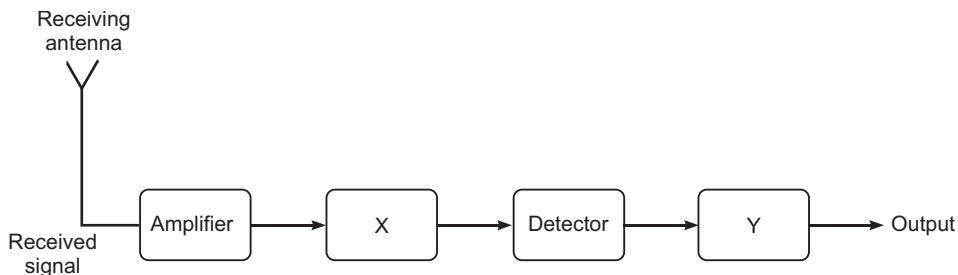 Receiving
antenna
Amplifier
X
Detector
Y
Output
Received
signal